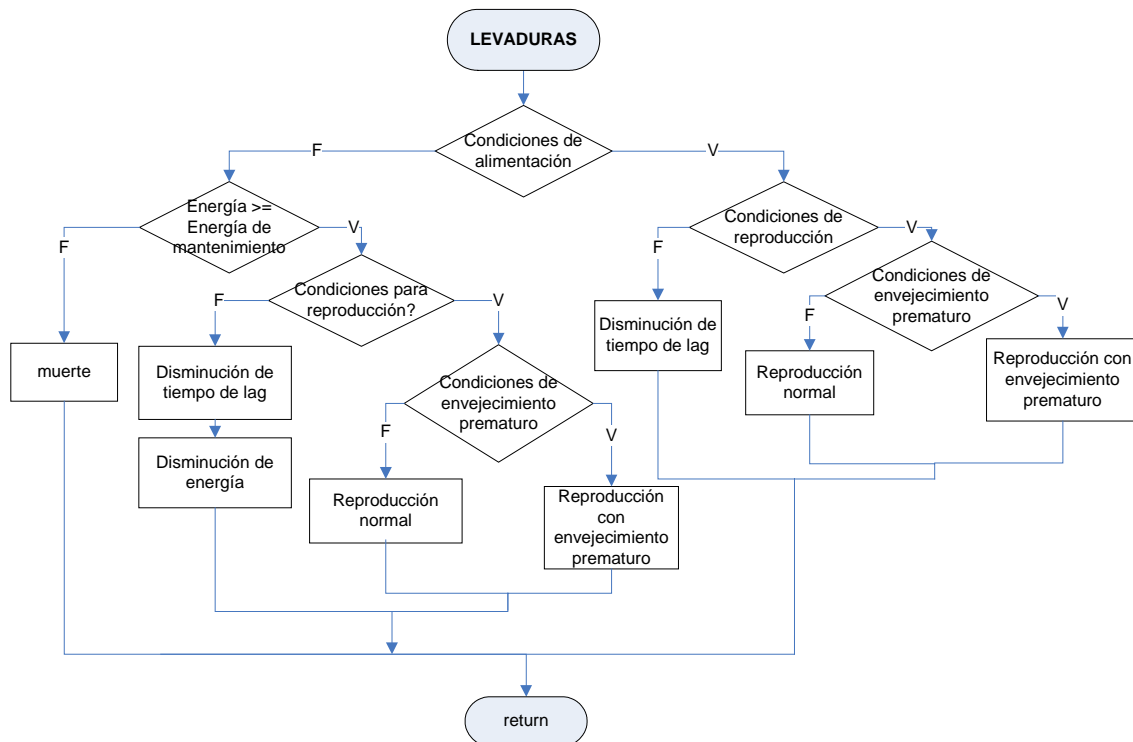 LEVADURAS
Condiciones de
alimentación
F
V
Energía >=
Energía de
mantenimiento
Condiciones de
reproducción
F
V
F
V
Condiciones para
reproducción?
Condiciones de
envejecimiento
prematuro
F
V
F
V
muerte
Disminución de
tiempo de lag
Condiciones de
envejecimiento
prematuro
Disminución de
tiempo de lag
Reproducción
normal
Reproducción con
envejecimiento
prematuro
F
V
Disminución de
energía
Reproducción
normal
Reproducción
con
envejecimiento
prematuro
return